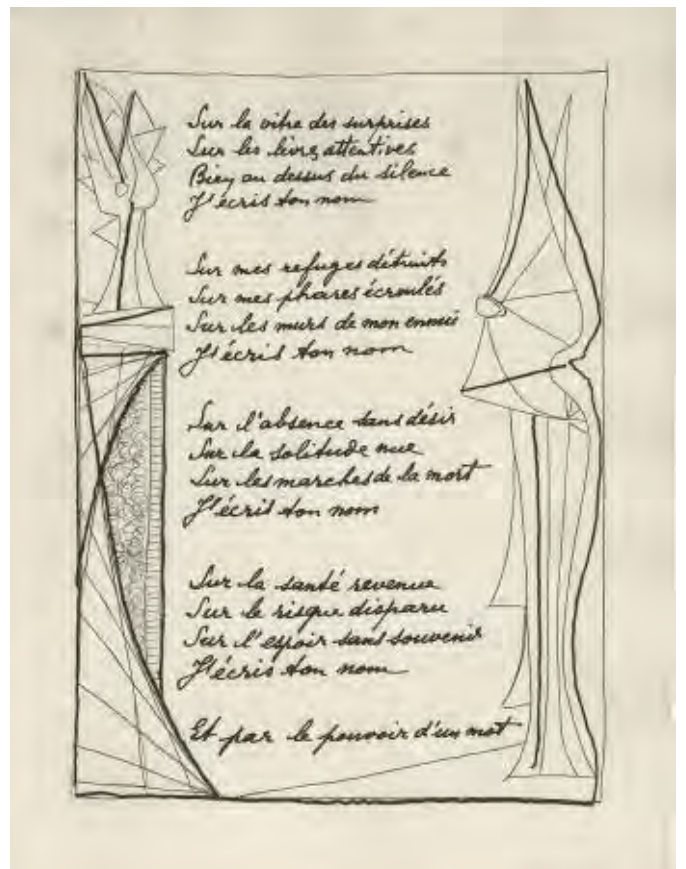 Sur la vitre des surprises
Sur les lèvres attentives
Bien au dessus du silence
J'écris ton nom
Sur mes refuges détruits
Sur mes phares écroulés
Sur les murs de mon ennui
J'écris ton nom
Sur l'absence sans désir
Sur la solitude nue
Sur les marches de la mort
J'écris ton nom
Sur la santé revenue
Sur le risque disparu
Sur l'espoir sans souvenir
J'écris ton nom
Et par le pouvoir d'un mot